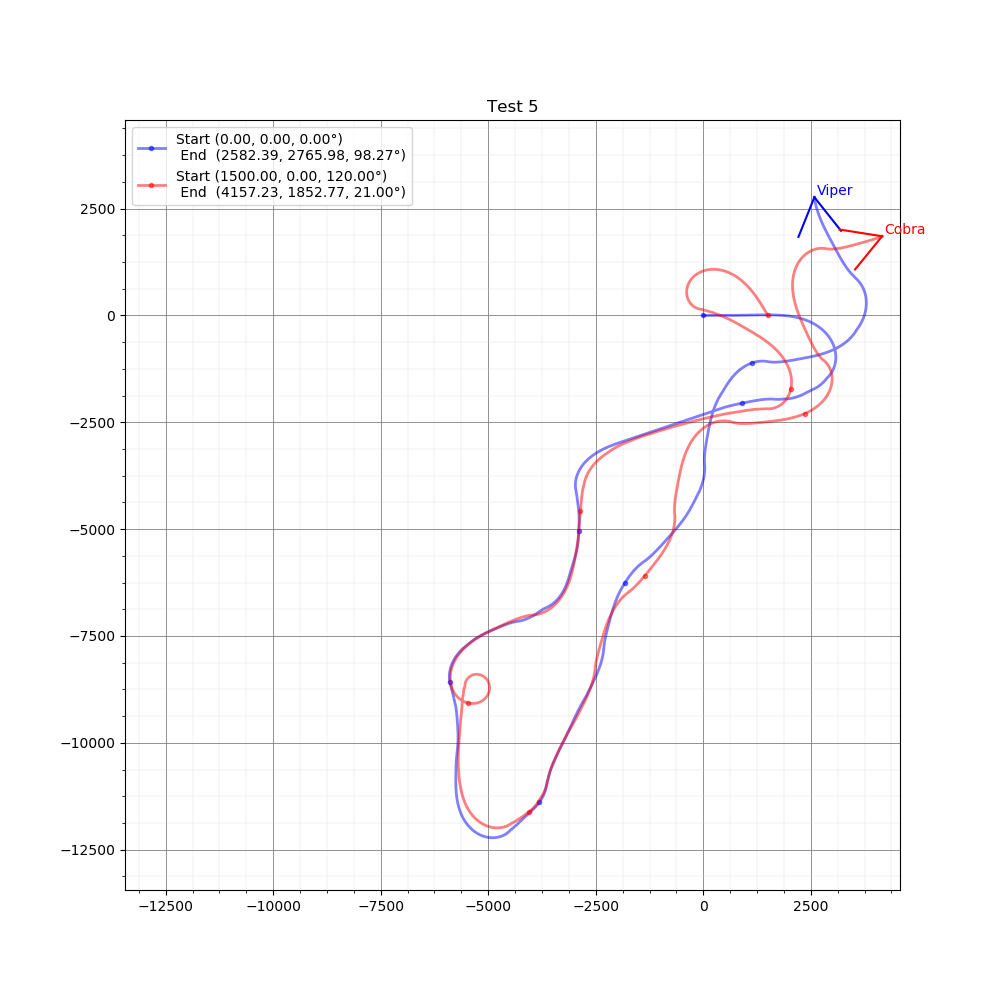 Test 5
Start (0.00, 0.00, 0.00°)
End  (2582.39, 2765.98, 98.27°)
Start (1500.00, 0.00, 120.00°)
End  (4157.23, 1852.77, 21.00°)
Viper
Cobra
2500
0
−2500
−5000
−7500
−10000
−12500
−12500 −10000 −7500 −5000 −2500 0 2500